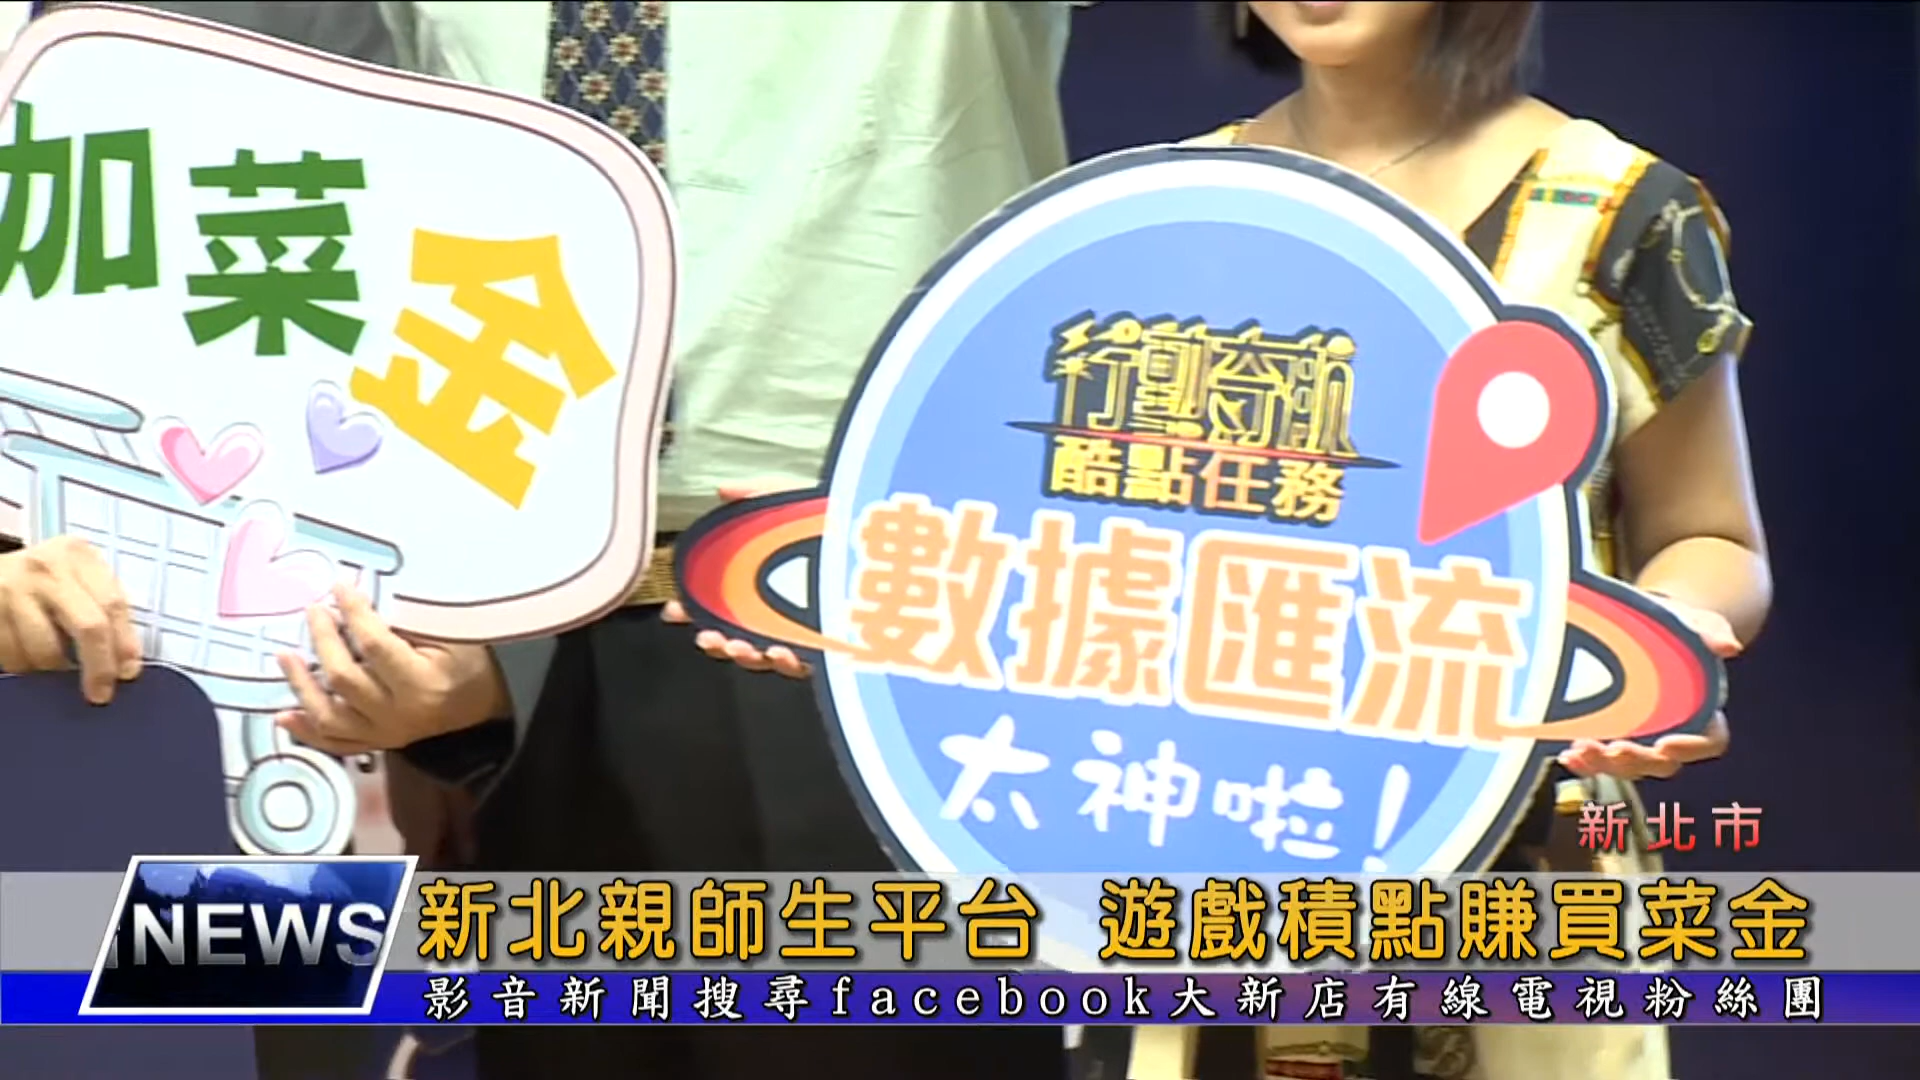 加菜金
行動奇航
酷點任務
數據匯流
太神啦!
新北市
NEWS
新北親師生平台 遊戲積點賺買菜金
影音新聞搜尋facebook大新店有線電視粉絲團